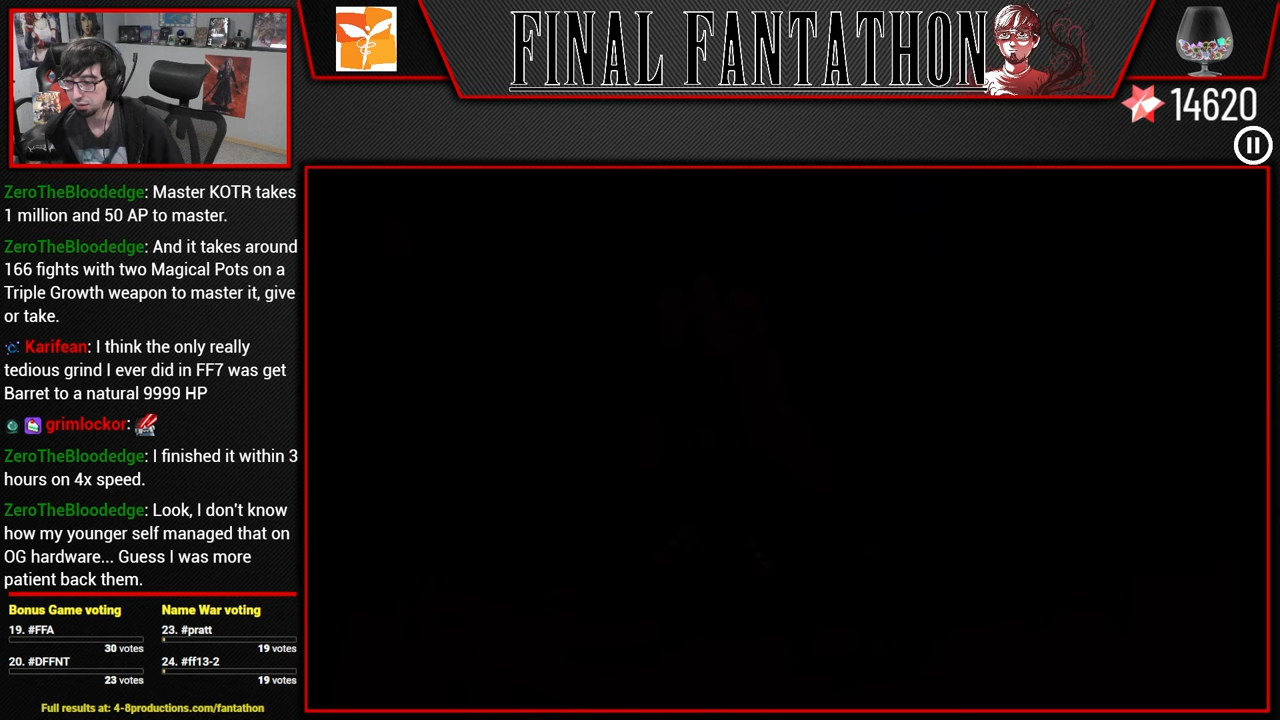 FINAL FANTATHON
14620
ZeroTheBloodedge: Master KOTR takes
1 million and 50 AP to master.
ZeroTheBloodedge: And it takes around
166 fights with two Magical Pots on a
Triple Growth weapon to master it, give
or take.
Karifean: I think the only really
tedious grind I ever did in FF7 was get
Barret to a natural 9999 HP
grimlockor:
ZeroTheBloodedge: I finished it within 3
hours on 4x speed.
ZeroTheBloodedge: Look, I don't know
how my younger self managed that on
OG hardware... Guess I was more
patient back them.
Bonus Game voting
19. #FFA
30 votes
20. #DFFNT
23 votes
Name War voting
23. #pratt
19 votes
24. #ff13-2
19 votes
Full results at: 4-8productions.com/fantathon